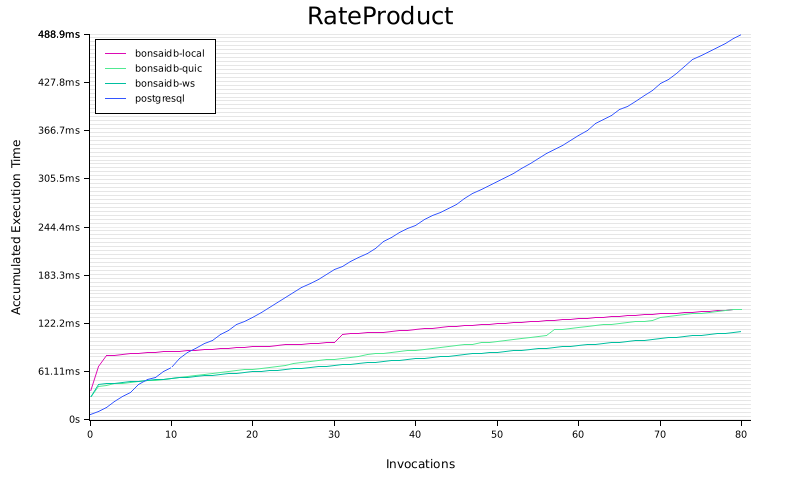 RateProduct
488.9ms
427.8ms
366.7ms
305.5ms
244.4ms
183.3ms
122.2ms
61.11ms
0s
Accumulated Execution Time
bonsaidb-local
bonsaidb-quic
bonsaidb-ws
postgresql
0 10 20 30 40 50 60 70 80
Invocations